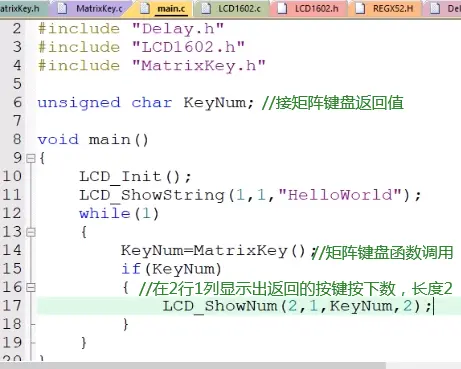 atrixKey.h MatrixKey.c main.c LCD1602.c LCD1602.h REGX52.H De
2 #include "Delay.h"
3 #include "LCD1602.h"
4 #include "MatrixKey.h"
5
6 unsigned char KeyNum; //接矩阵键盘返回值
7
8 void main()
9 {
10 LCD_Init();
11 LCD_ShowString(1,1,"HelloWorld");
12 while(1)
13 {
14 KeyNum=MatrixKey();//矩阵键盘函数调用
15 if(KeyNum)
16 { //在2行1列显示出返回的按键按下数，长度2
17 LCD_ShowNum(2,1,KeyNum,2);
18 }
19 }
20 }